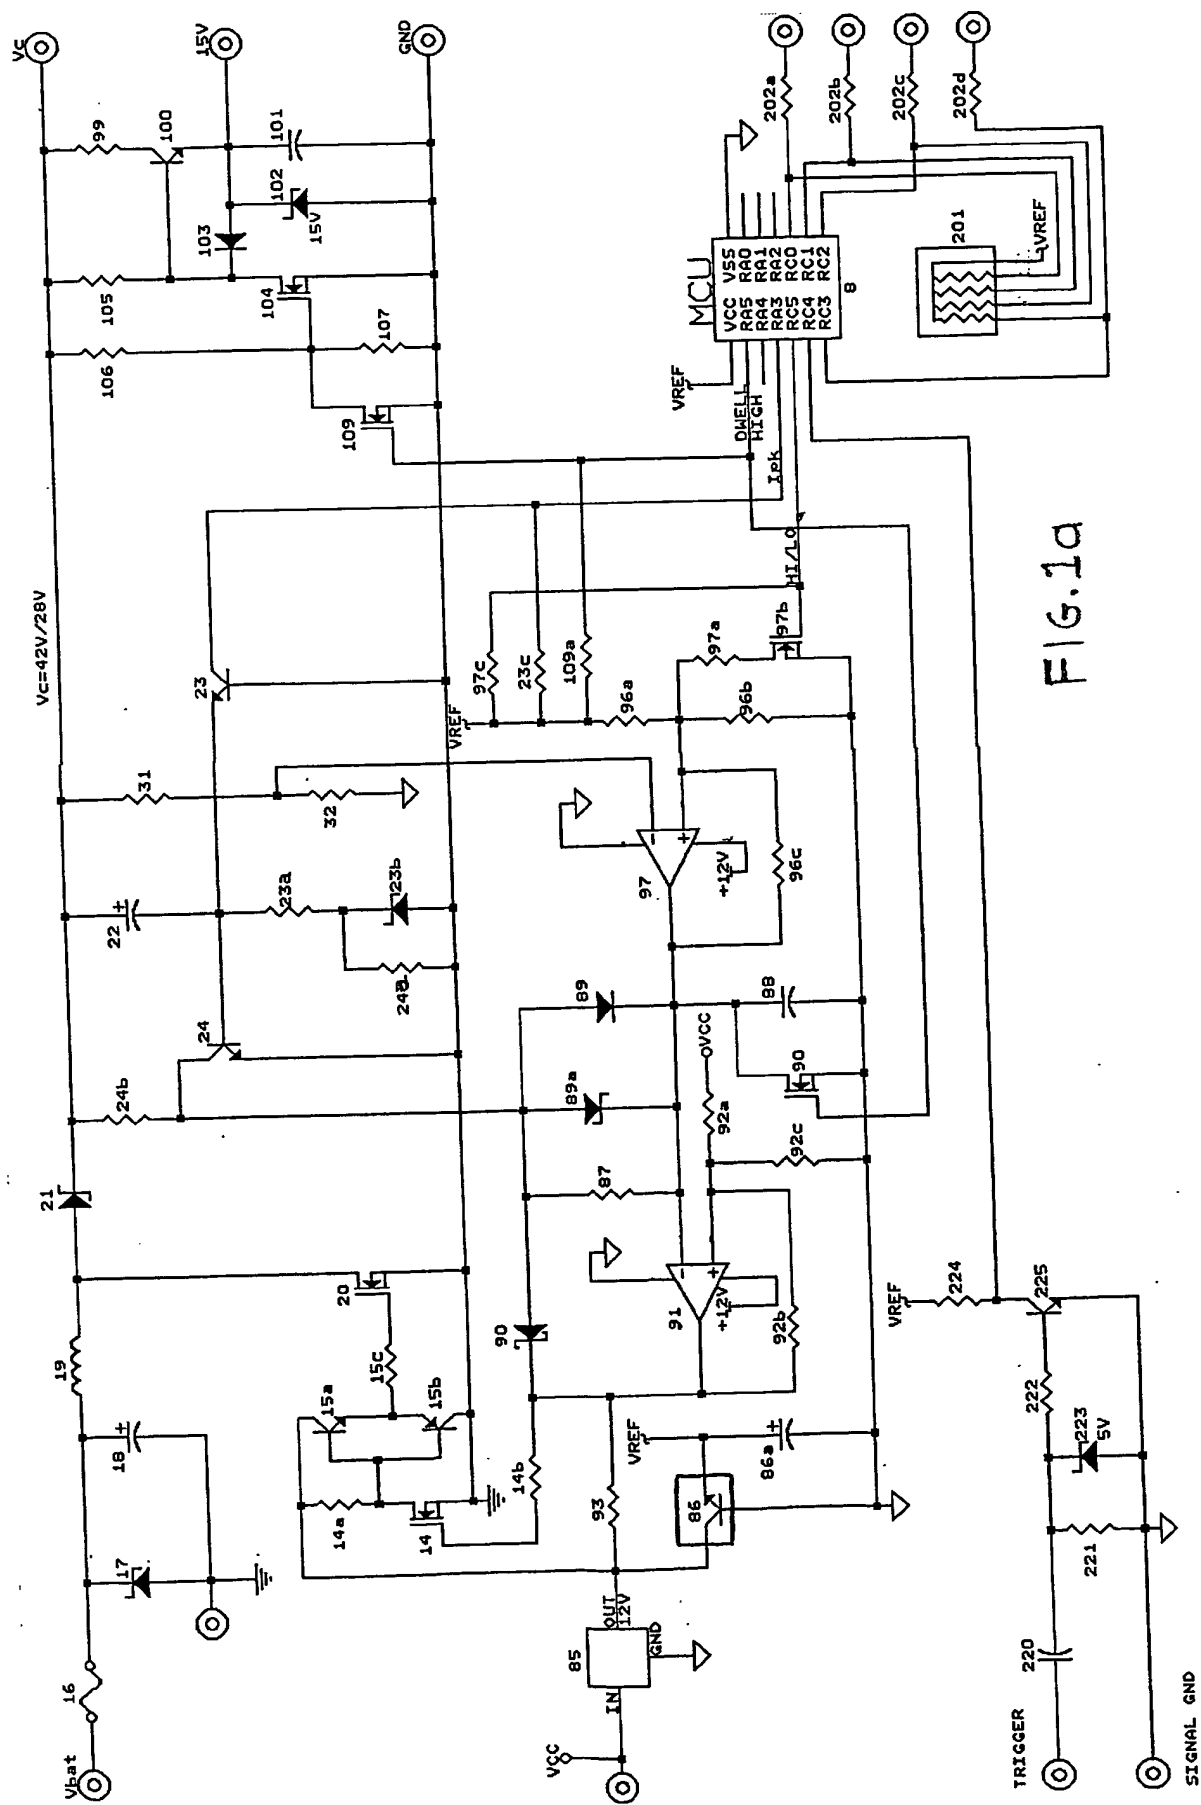 Vbat
16
17
18
19
21
22
Vc=42V/28V
Vc
15V
GND
14a
14
15a
15b
15c
20
24b
24
23a
23b
31
32
23
106
105
107
109
104
103
102
15V
99
100
101
14b
90
89a
89
87
VREF
97c
23c
109a
96a
96b
97a
97b
HI/LO
Ipk
DWELL
HIGH
VREF
MCU
VCC VSS
RA5 RA0
RA4 RA1
RA3 RA2
RC5 RC0
RC4 RC1
RC3 RC2
8
202a
202b
202c
202d
201
VREF
VCC
IN
85
OUT
12V
GND
93
86
VREF
86a
91
+12V
92b
92a
VCC
92c
90
88
97
+12V
96c
TRIGGER
220
221
222
223
5V
VREF
224
225
SIGNAL GND
FIG.1a